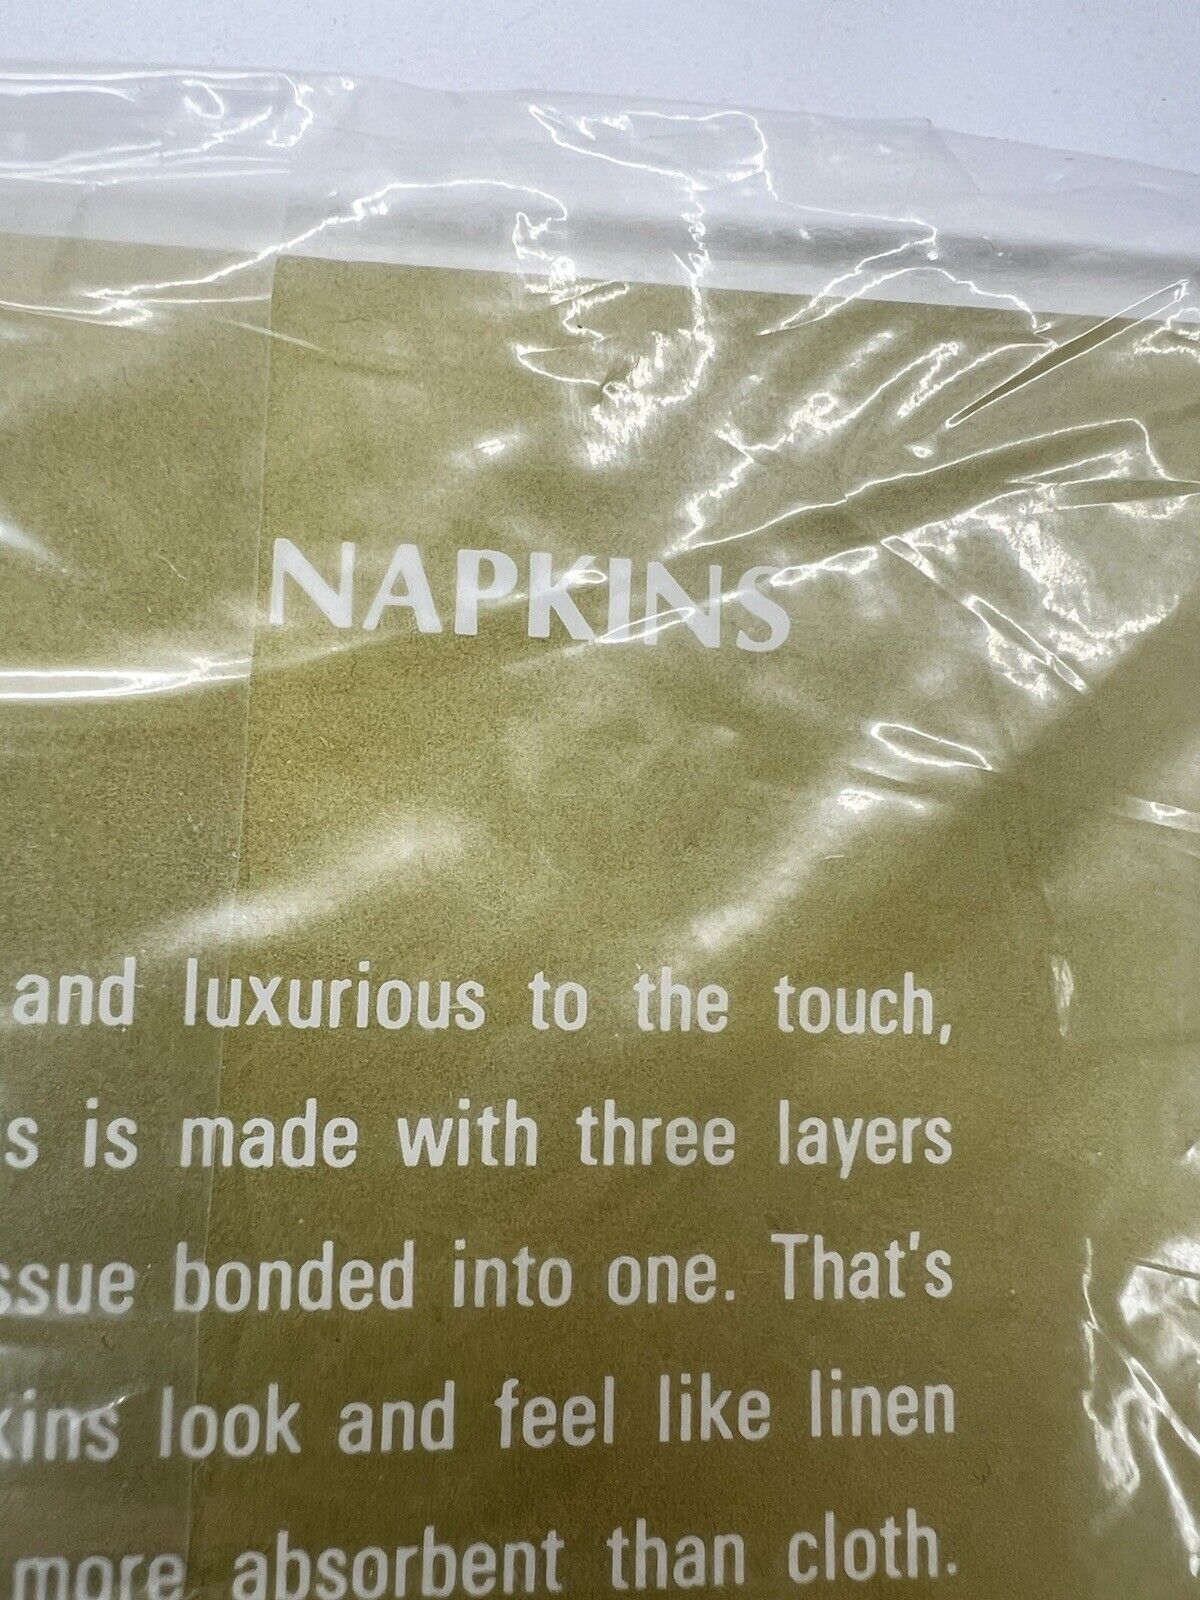 NAPKINS
and luxurious to the touch,
is made with three layers
bonded into one. That's
look and feel like linen
more absorbent than cloth.